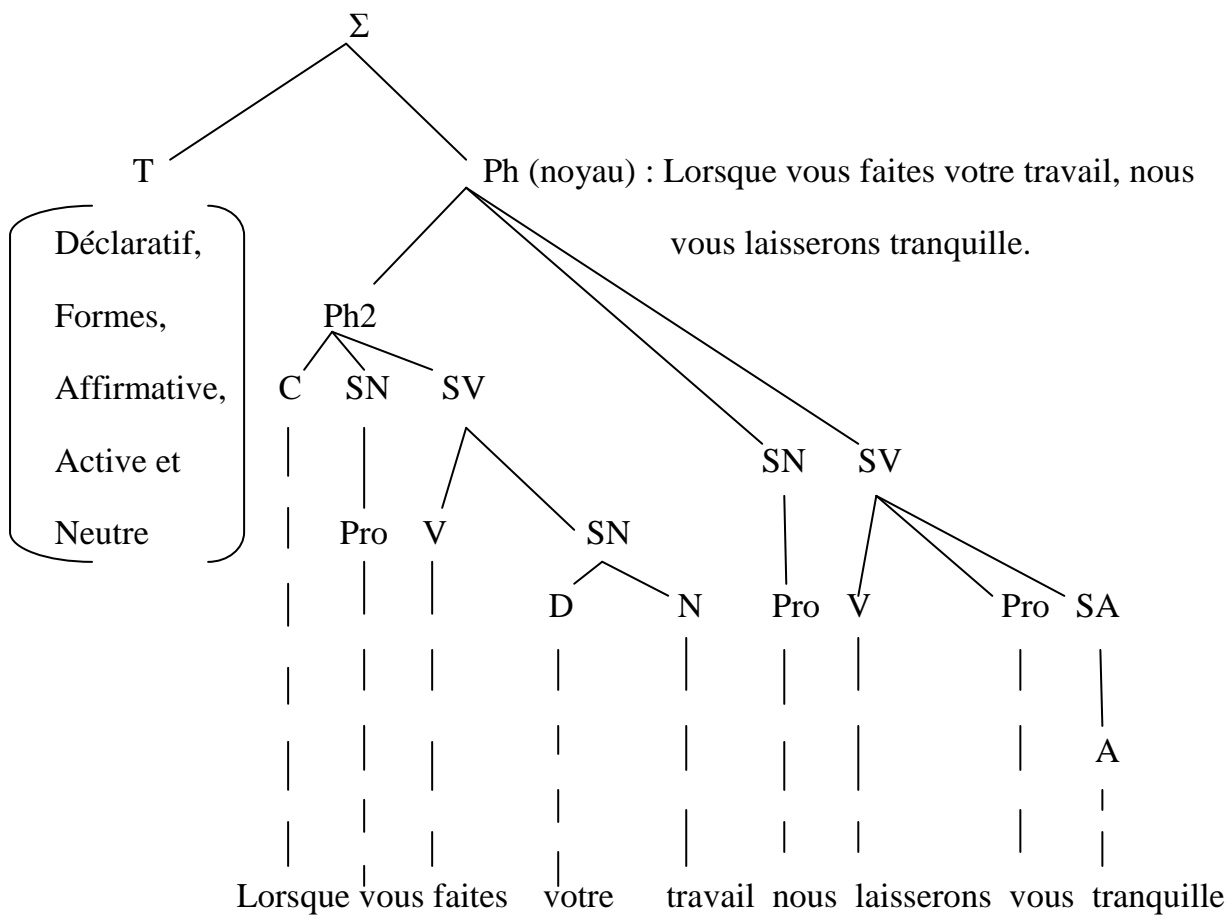 Σ
T
Ph (noyau) : Lorsque vous faites votre travail, nous
vous laisserons tranquille.
Déclaratif,
Formes,
Affirmative,
Active et
Neutre
Ph2
C SN SV
SN SV
Pro V SN
D N Pro V Pro SA
A
Lorsque vous faites votre travail nous laisserons vous tranquille